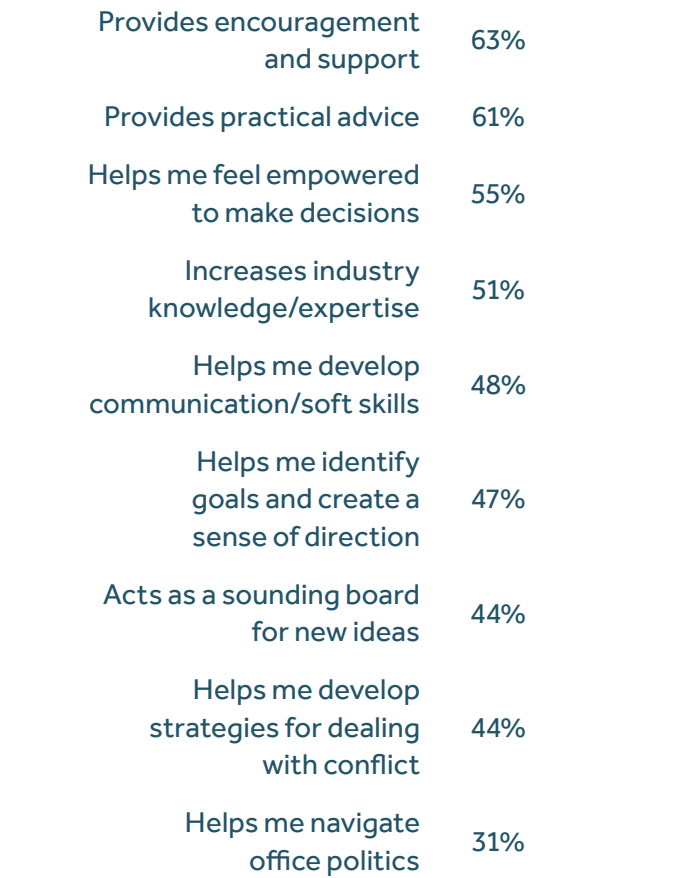 Provides encouragement
and support
63%
Provides practical advice
61%
Helps me feel empowered
to make decisions
55%
Increases industry
knowledge/expertise
51%
Helps me develop
communication/soft skills
48%
Helps me identify
goals and create a
sense of direction
47%
Acts as a sounding board
for new ideas
44%
Helps me develop
strategies for dealing
with conflict
44%
Helps me navigate
office politics
31%